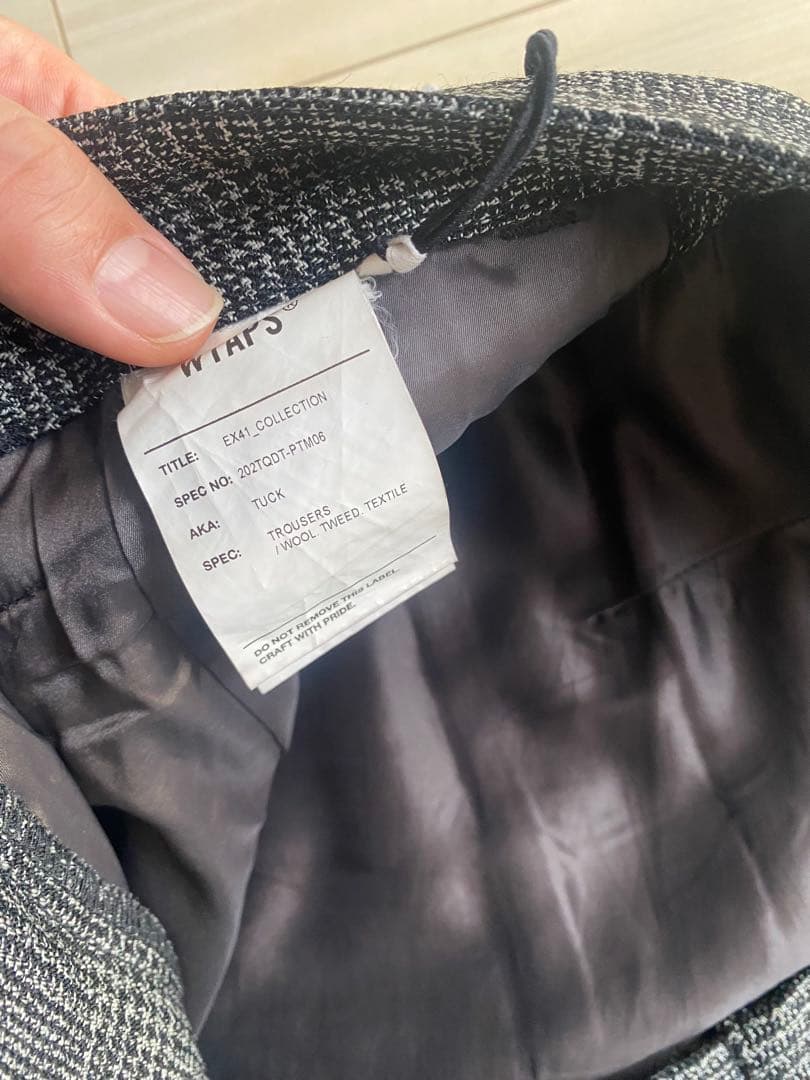 WTAPS®
TITLE: EX41_COLLECTION
SPEC NO: 202TQDT-PTM06
AKA: TUCK
SPEC: TROUSERS
/ WOOL. TWEED. TEXTILE
DO NOT REMOVE THIS LABEL.
CRAFT WITH PRIDE.